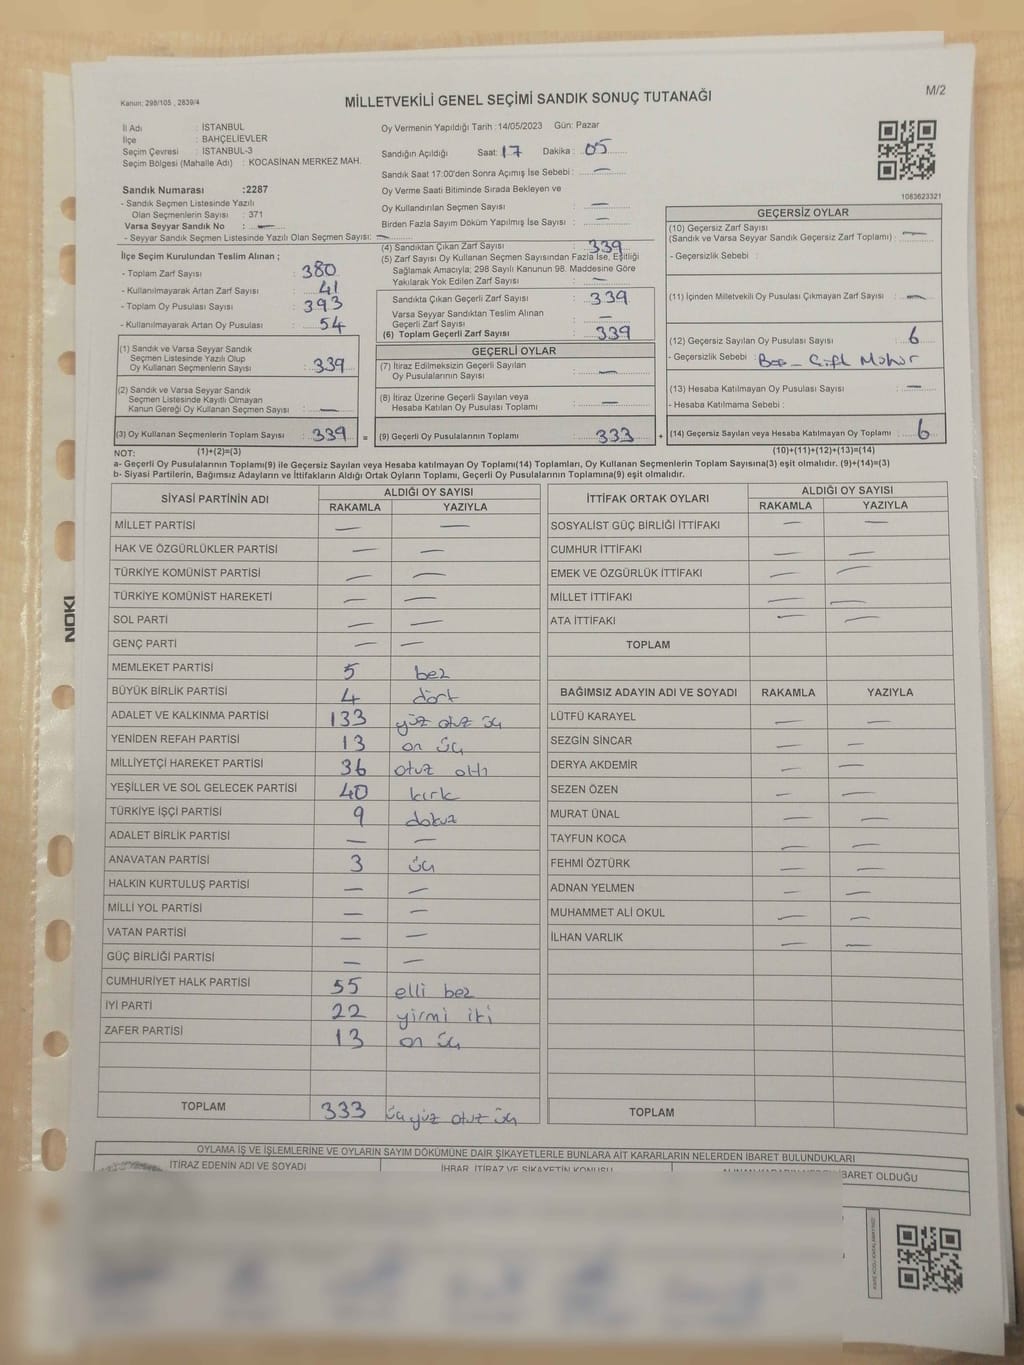 Kanun: 298/105 , 2839/4
MİLLETVEKİLİ GENEL SEÇİMİ SANDIK SONUÇ TUTANAĞI
M/2
İl Adı : İSTANBUL
İlçe : BAHÇELİEVLER
Seçim Çevresi : İSTANBUL-3
Seçim Bölgesi (Mahalle Adı) : KOCASİNAN MERKEZ MAH.
Oy Vermenin Yapıldığı Tarih :14/05/2023 Gün: Pazar
Sandığın Açıldığı Saat: 17 Dakika : 05
Sandık Saat 17:00'den Sonra Açımış İse Sebebi : —
Oy Verme Saati Bitiminde Sırada Bekleyen ve
Oy Kullandırılan Seçmen Sayısı : —
Birden Fazla Sayım Döküm Yapılmış İse Sayısı : —
1083623321
Sandık Numarası :2287
- Sandık Seçmen Listesinde Yazılı
Olan Seçmenlerin Sayısı : 371
Varsa Seyyar Sandık No : —
- Seyyar Sandık Seçmen Listesinde Yazılı Olan Seçmen Sayısı: —
İlçe Seçim Kurulundan Teslim Alınan ;
- Toplam Zarf Sayısı : 380
- Kullanılmayarak Artan Zarf Sayısı : 41
- Toplam Oy Pusulası Sayısı : 393
- Kullanılmayarak Artan Oy Pusulası : 54
(1) Sandık ve Varsa Seyyar Sandık
Seçmen Listesinde Yazılı Olup
Oy Kullanan Seçmenlerin Sayısı : 339
(2) Sandık ve Varsa Seyyar Sandık
Seçmen Listesinde Kayıtlı Olmayan
Kanun Gereği Oy Kullanan Seçmen Sayısı : —
(3) Oy Kullanan Seçmenlerin Toplam Sayısı : 339 =
(4) Sandıktan Çıkan Zarf Sayısı : 339
(5) Zarf Sayısı Oy Kullanan Seçmen Sayısından Fazla İse, Eşitliği
Sağlamak Amacıyla; 298 Sayılı Kanunun 98. Maddesine Göre
Yakılarak Yok Edilen Zarf Sayısı : —
Sandıkta Çıkan Geçerli Zarf Sayısı : 339
Varsa Seyyar Sandıktan Teslim Alınan
Geçerli Zarf Sayısı : —
(6) Toplam Geçerli Zarf Sayısı : 339
GEÇERLİ OYLAR
(7) İtiraz Edilmeksizin Geçerli Sayılan
Oy Pusulalarının Sayısı : —
(8) İtiraz Üzerine Geçerli Sayılan veya
Hesaba Katılan Oy Pusulası Toplamı : —
(9) Geçerli Oy Pusulalarının Toplamı : 333 +
GEÇERSİZ OYLAR
(10) Geçersiz Zarf Sayısı
(Sandık ve Varsa Seyyar Sandık Geçersiz Zarf Toplamı) : —
- Geçersizlik Sebebi :
(11) İçinden Milletvekili Oy Pusulası Çıkmayan Zarf Sayısı : —
(12) Geçersiz Sayılan Oy Pusulası Sayısı : 6
- Geçersizlik Sebebi : Boş - Çift Mühür
(13) Hesaba Katılmayan Oy Pusulası Sayısı : —
- Hesaba Katılmama Sebebi :
(14) Geçersiz Sayılan veya Hesaba Katılmayan Oy Toplamı : 6
NOT: (1)+(2)=(3) (10)+(11)+(12)+(13)=(14)
a- Geçerli Oy Pusulalarının Toplamı(9) ile Geçersiz Sayılan veya Hesaba katılmayan Oy Toplamı(14) Toplamları, Oy Kullanan Seçmenlerin Toplam Sayısına(3) eşit olmalıdır. (9)+(14)=(3)
b- Siyasi Partilerin, Bağımsız Adayların ve İttifakların Aldığı Ortak Oyların Toplamı, Geçerli Oy Pusulalarının Toplamına(9) eşit olmalıdır.
SİYASİ PARTİNİN ADI ALDIĞI OY SAYISI
RAKAMLA YAZIYLA
MİLLET PARTİSİ — —
HAK VE ÖZGÜRLÜKLER PARTİSİ — —
TÜRKİYE KOMÜNİST PARTİSİ — —
TÜRKİYE KOMÜNİST HAREKETİ — —
SOL PARTİ — —
GENÇ PARTİ — —
MEMLEKET PARTİSİ 5 beş
BÜYÜK BİRLİK PARTİSİ 4 dört
ADALET VE KALKINMA PARTİSİ 133 yüz otuz üç
YENİDEN REFAH PARTİSİ 13 on üç
MİLLİYETÇİ HAREKET PARTİSİ 36 otuz altı
YEŞİLLER VE SOL GELECEK PARTİSİ 40 kırk
TÜRKİYE İŞÇİ PARTİSİ 9 dokuz
ADALET BİRLİK PARTİSİ — —
ANAVATAN PARTİSİ 3 üç
HALKIN KURTULUŞ PARTİSİ — —
MİLLİ YOL PARTİSİ — —
VATAN PARTİSİ — —
GÜÇ BİRLİĞİ PARTİSİ — —
CUMHURİYET HALK PARTİSİ 55 elli beş
İYİ PARTİ 22 yirmi iki
ZAFER PARTİSİ 13 on üç
TOPLAM 333 üçyüz otuz üç
İTTİFAK ORTAK OYLARI ALDIĞI OY SAYISI
RAKAMLA YAZIYLA
SOSYALİST GÜÇ BİRLİĞİ İTTİFAKI — —
CUMHUR İTTİFAKI — —
EMEK VE ÖZGÜRLÜK İTTİFAKI — —
MİLLET İTTİFAKI — —
ATA İTTİFAKI — —
TOPLAM
BAĞIMSIZ ADAYIN ADI VE SOYADI RAKAMLA YAZIYLA
LÜTFÜ KARAYEL — —
SEZGİN SİNCAR — —
DERYA AKDEMİR — —
SEZEN ÖZEN — —
MURAT ÜNAL — —
TAYFUN KOCA — —
FEHMİ ÖZTÜRK — —
ADNAN YELMEN — —
MUHAMMET ALİ OKUL — —
İLHAN VARLIK — —
TOPLAM
OYLAMA İŞ VE İŞLEMLERİNE VE OYLARIN SAYIM DÖKÜMÜNE DAİR ŞİKAYETLERLE BUNLARA AİT KARARLARIN NELERDEN İBARET BULUNDUKLARI
İTİRAZ EDENİN ADI VE SOYADI İHBAR, İTİRAZ VE ŞİKAYETİN KONUSU İBARET OLDUĞU
NOKI